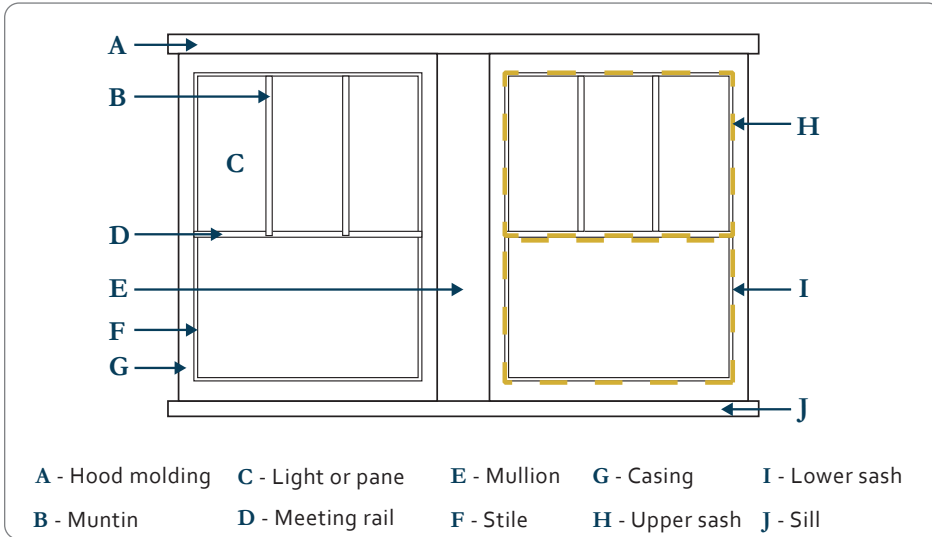 A
B
C
H
D
E
I
F
G
J
A - Hood molding C - Light or pane E - Mullion G - Casing I - Lower sash
B - Muntin D - Meeting rail F - Stile H - Upper sash J - Sill